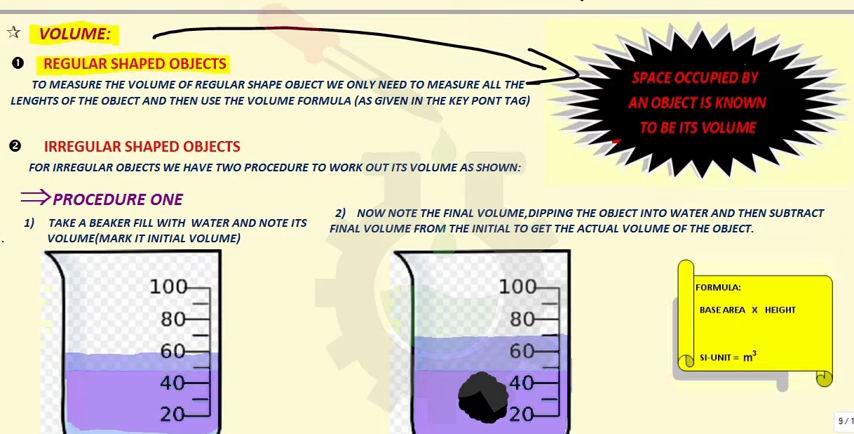 ☆ VOLUME:
❶ REGULAR SHAPED OBJECTS
TO MEASURE THE VOLUME OF REGULAR SHAPE OBJECT WE ONLY NEED TO MEASURE ALL THE
LENGHTS OF THE OBJECT AND THEN USE THE VOLUME FORMULA (AS GIVEN IN THE KEY PONT TAG)
SPACE OCCUPIED BY
AN OBJECT IS KNOWN
TO BE ITS VOLUME
❷ IRREGULAR SHAPED OBJECTS
FOR IRREGULAR OBJECTS WE HAVE TWO PROCEDURE TO WORK OUT ITS VOLUME AS SHOWN:
PROCEDURE ONE
1) TAKE A BEAKER FILL WITH WATER AND NOTE ITS
VOLUME(MARK IT INITIAL VOLUME)
2) NOW NOTE THE FINAL VOLUME,DIPPING THE OBJECT INTO WATER AND THEN SUBTRACT
FINAL VOLUME FROM THE INITIAL TO GET THE ACTUAL VOLUME OF THE OBJECT.
100
80
60
40
20
100
80
60
40
20
FORMULA:
BASE AREA X HEIGHT
SI-UNIT = m³
9 / 1